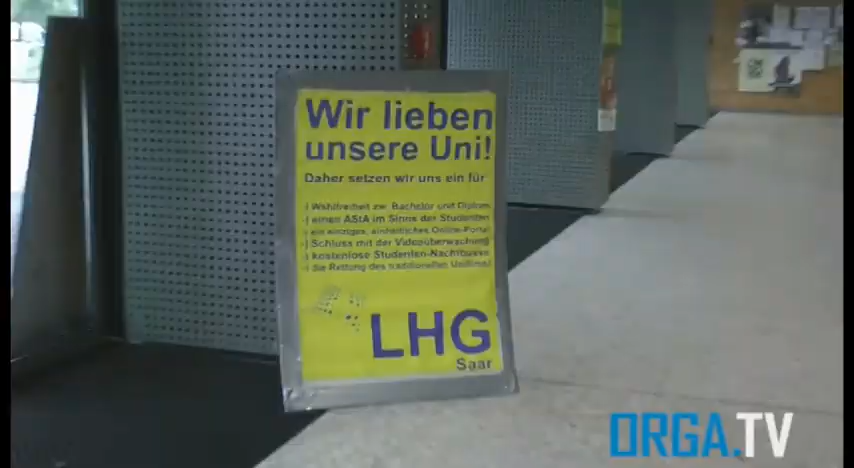 Wir lieben
unsere Uni!
Daher setzen wir uns ein für
Wahlfreiheit zw. Bachelor und Diplom
einen AStA im Sinne der Studenten
ein einziges, einheitliches Online-Portal
Schluss mit der Videoüberwachung
kostenlose Studenten-Nachtbusse
die Rettung des traditionellen
LHG
Saar
ORGA.TV